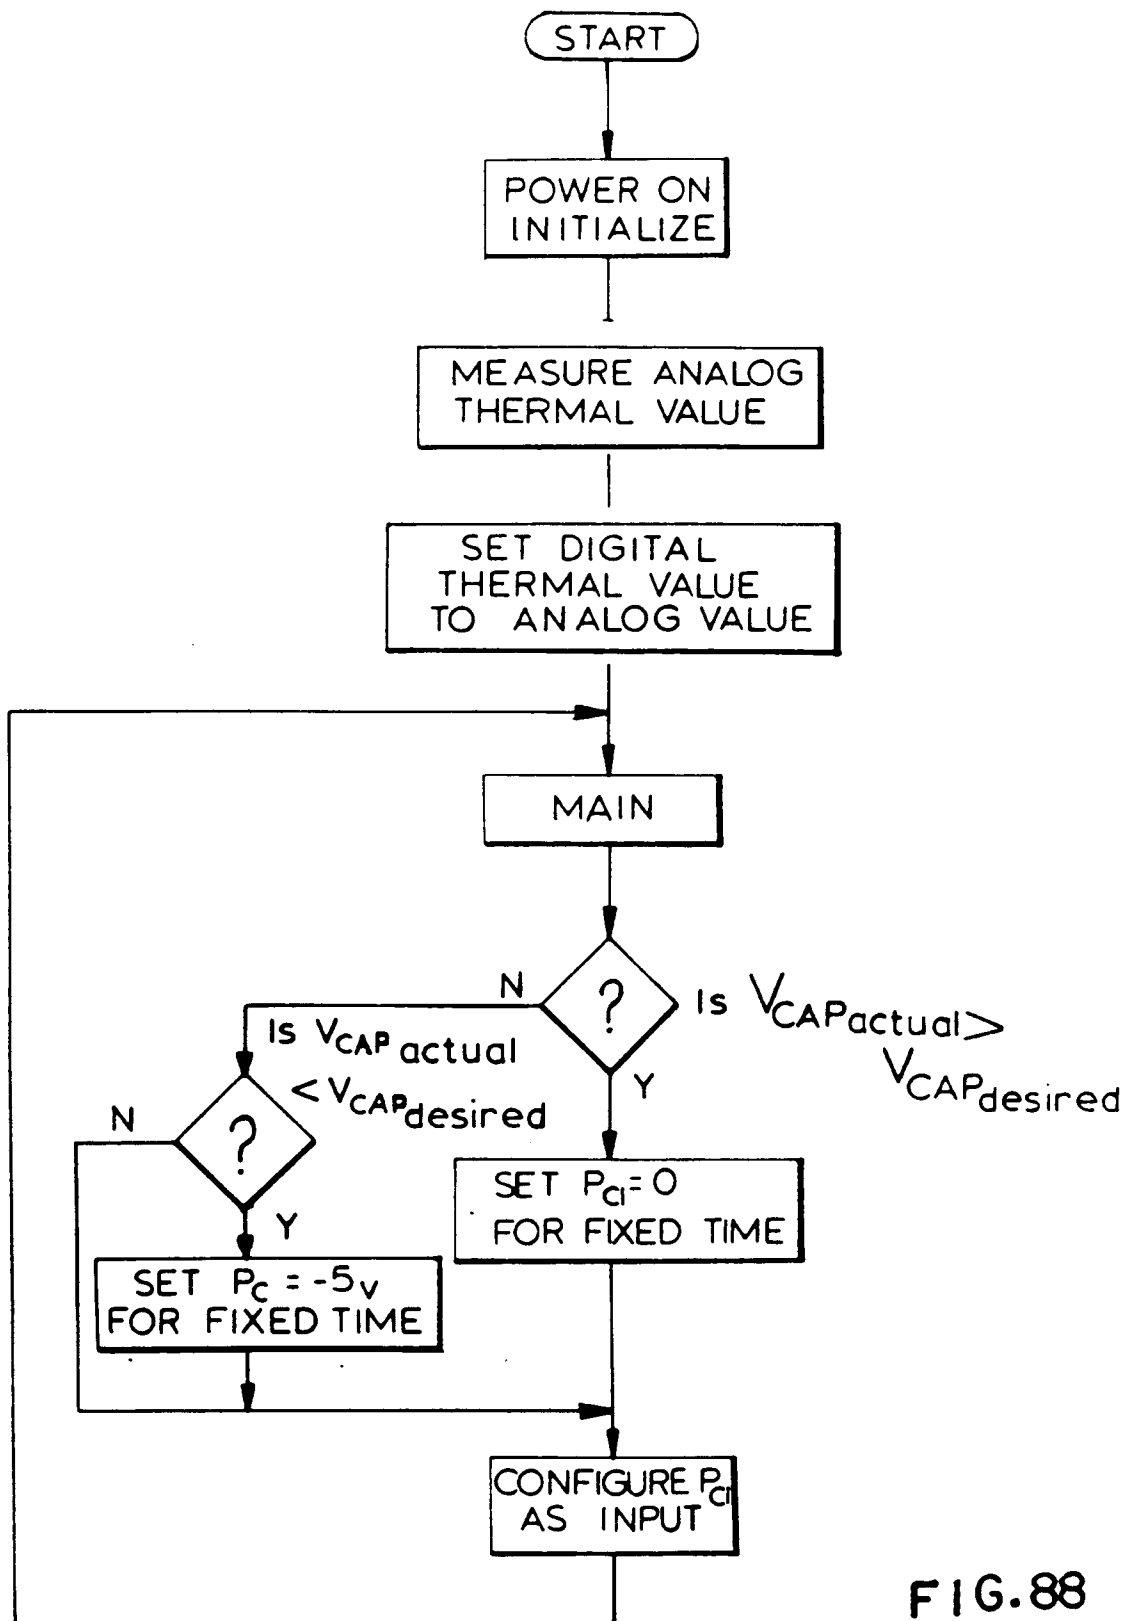 START
POWER ON
INITIALIZE
MEASURE ANALOG
THERMAL VALUE
SET DIGITAL
THERMAL VALUE
TO ANALOG VALUE
MAIN
N
?
Is VCAPactual>
VCAPdesired
Y
Is VCAP actual
< VCAPdesired
N
?
Y
SET PC1=0
FOR FIXED TIME
SET PC = -5V
FOR FIXED TIME
CONFIGURE PC1
AS INPUT
FIG.88